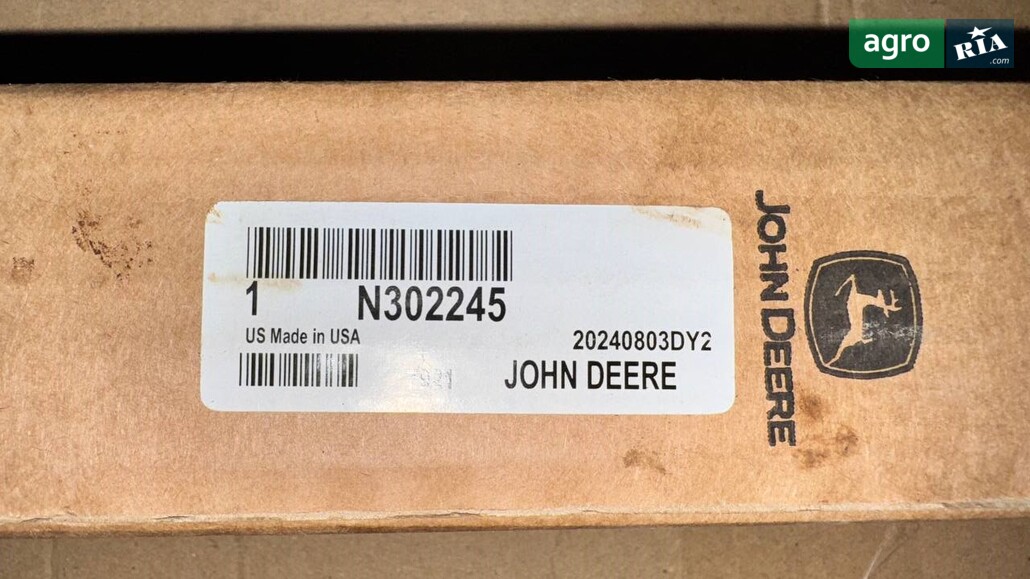 agro
RIA
.com
1 N302245
US Made in USA
20240803DY2
JOHN DEERE
JOHN DEERE